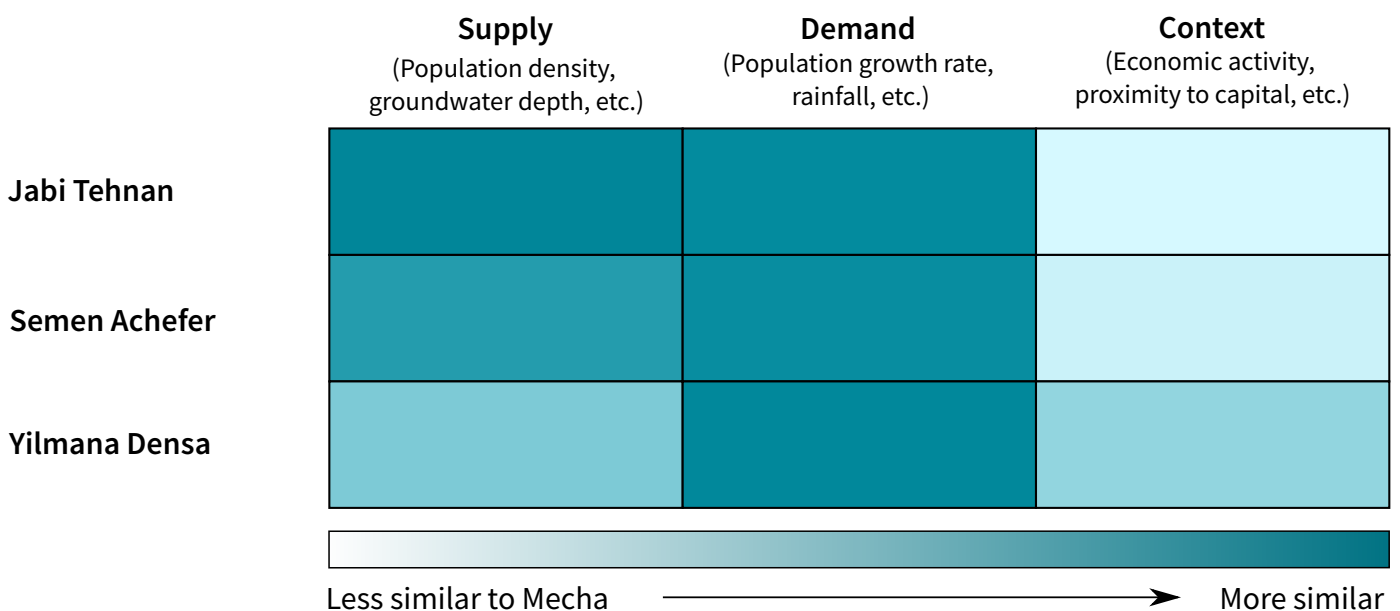 Supply
(Population density,
groundwater depth, etc.)
Demand
(Population growth rate,
rainfall, etc.)
Context
(Economic activity,
proximity to capital, etc.)
Jabi Tehnan
Semen Achefer
Yilmana Densa
Less similar to Mecha
More similar